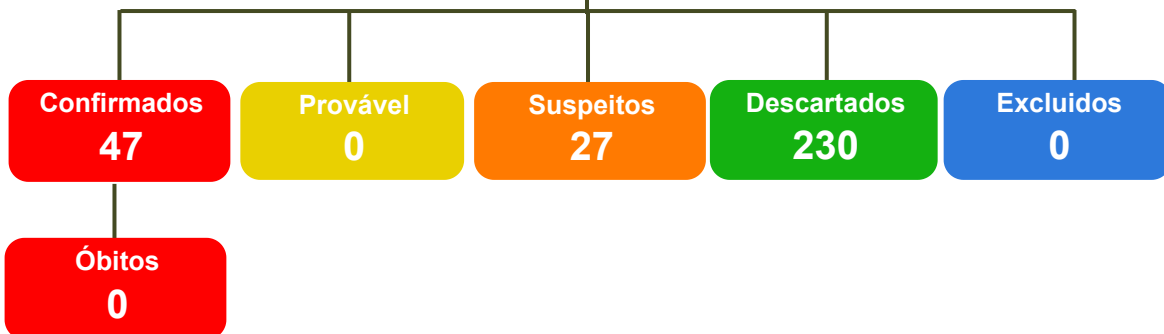 Confirmados
47
Provável
0
Suspeitos
27
Descartados
230
Excluidos
0
Óbitos
0